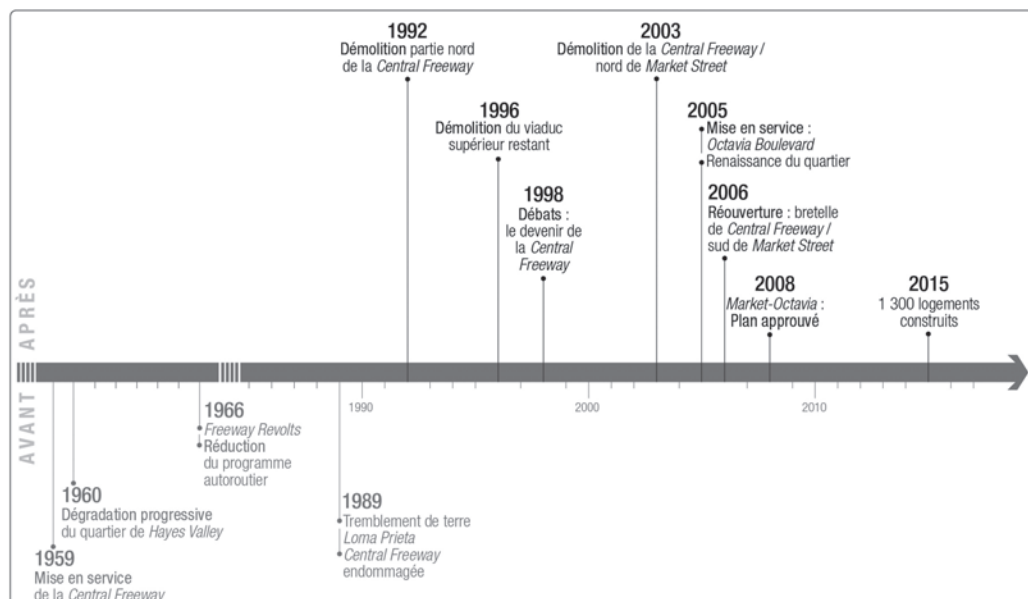 1992
Démolition partie nord
de la Central Freeway
2003
Démolition de la Central Freeway /
nord de Market Street
1996
Démolition du viaduc
supérieur restant
2005
Mise en service :
Octavia Boulevard
Renaissance du quartier
1998
Débats :
le devenir de
la Central
Freeway
2006
Réouverture : bretelle
de Central Freeway /
sud de Market Street
2008
Market-Octavia :
Plan approuvé
2015
1 300 logements
construits
APRÈS
AVANT
1990
2000
2010
1966
Freeway Revolts
Réduction
du programme
autoroutier
1960
Dégradation progressive
du quartier de Hayes Valley
1989
Tremblement de terre
Loma Prieta
Central Freeway
endommagée
1959
Mise en service
de la Central Freeway